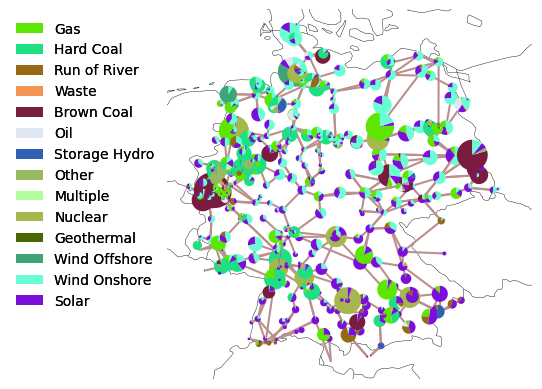 Gas
Hard Coal
Run of River
Waste
Brown Coal
Oil
Storage Hydro
Other
Multiple
Nuclear
Geothermal
Wind Offshore
Wind Onshore
Solar